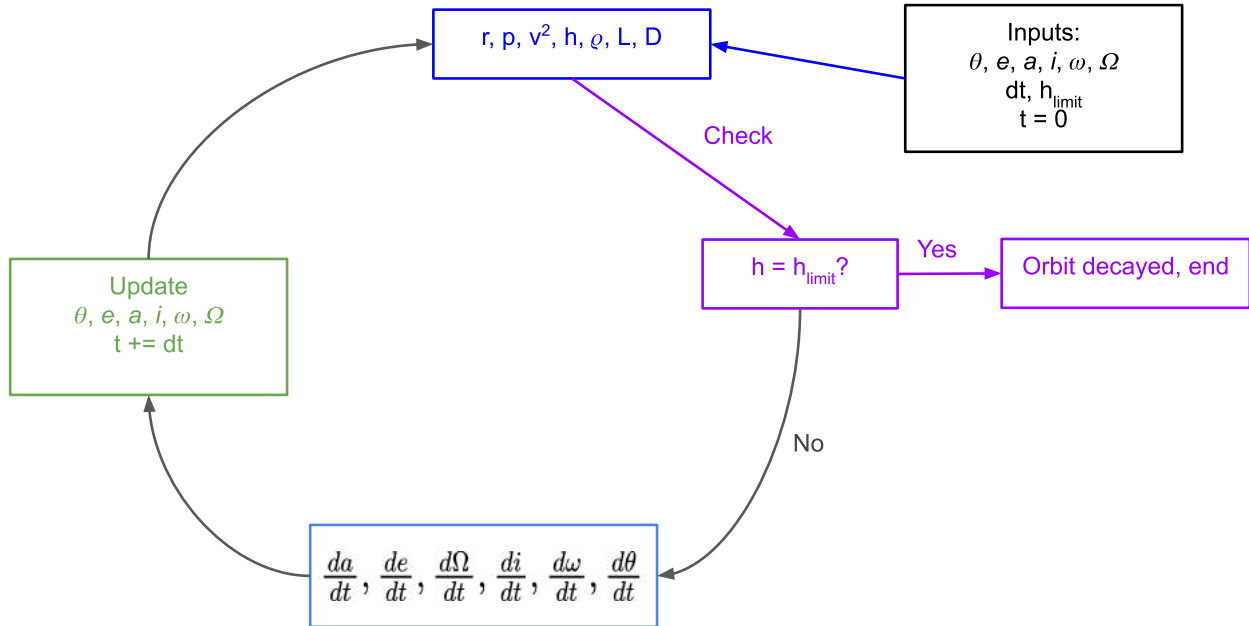 r, p, v², h, ϱ, L, D
Inputs:
θ, e, a, i, ω, Ω
dt, h_limit
t = 0
Check
h = h_limit?
Yes
Orbit decayed, end
Update
θ, e, a, i, ω, Ω
t += dt
No
da/dt, de/dt, dΩ/dt, di/dt, dω/dt, dθ/dt